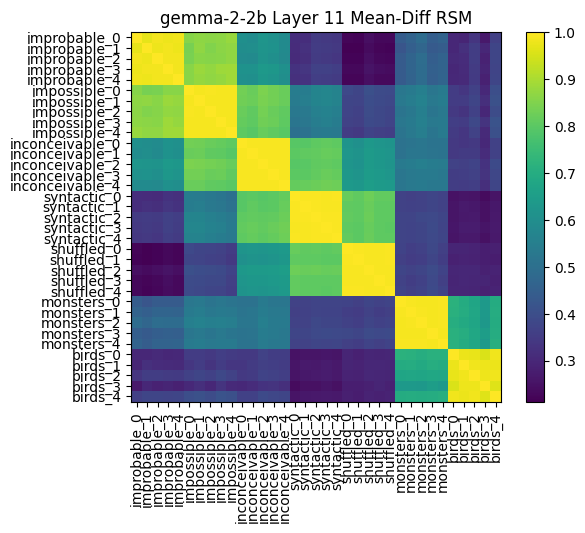 gemma-2-2b Layer 11 Mean-Diff RSM
improbable_0
improbable_1
improbable_2
improbable_3
improbable_4
impossible_0
impossible_1
impossible_2
impossible_3
impossible_4
inconceivable_0
inconceivable_1
inconceivable_2
inconceivable_3
inconceivable_4
syntactic_0
syntactic_1
syntactic_2
syntactic_3
syntactic_4
shuffled_0
shuffled_1
shuffled_2
shuffled_3
shuffled_4
monsters_0
monsters_1
monsters_2
monsters_3
monsters_4
birds_0
birds_1
birds_2
birds_3
birds_4
improbable_0
improbable_1
improbable_2
improbable_3
improbable_4
impossible_0
impossible_1
impossible_2
impossible_3
impossible_4
inconceivable_0
inconceivable_1
inconceivable_2
inconceivable_3
inconceivable_4
syntactic_0
syntactic_1
syntactic_2
syntactic_3
syntactic_4
shuffled_0
shuffled_1
shuffled_2
shuffled_3
shuffled_4
monsters_0
monsters_1
monsters_2
monsters_3
monsters_4
birds_0
birds_1
birds_2
birds_3
birds_4
1.0
0.9
0.8
0.7
0.6
0.5
0.4
0.3